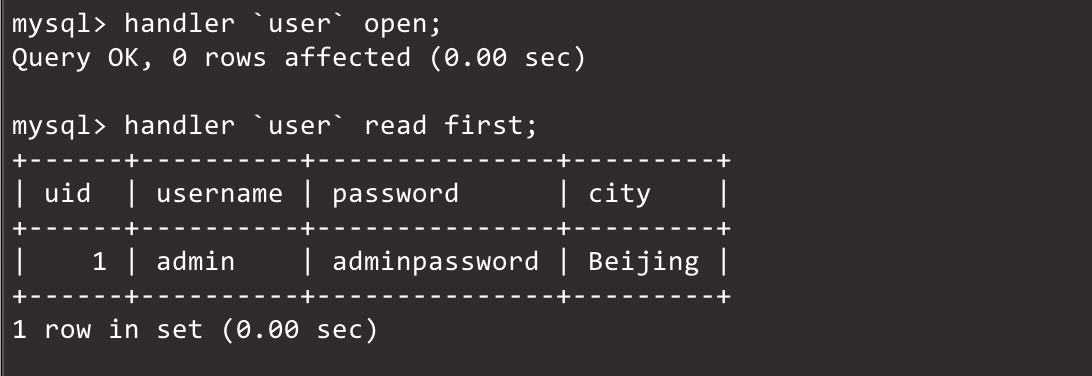 mysql> handler `user` open;
Query OK, 0 rows affected (0.00 sec)
mysql> handler `user` read first;
+------+----------+---------------+---------+
| uid  | username | password      | city    |
+------+----------+---------------+---------+
|    1 | admin    | adminpassword | Beijing |
+------+----------+---------------+---------+
1 row in set (0.00 sec)